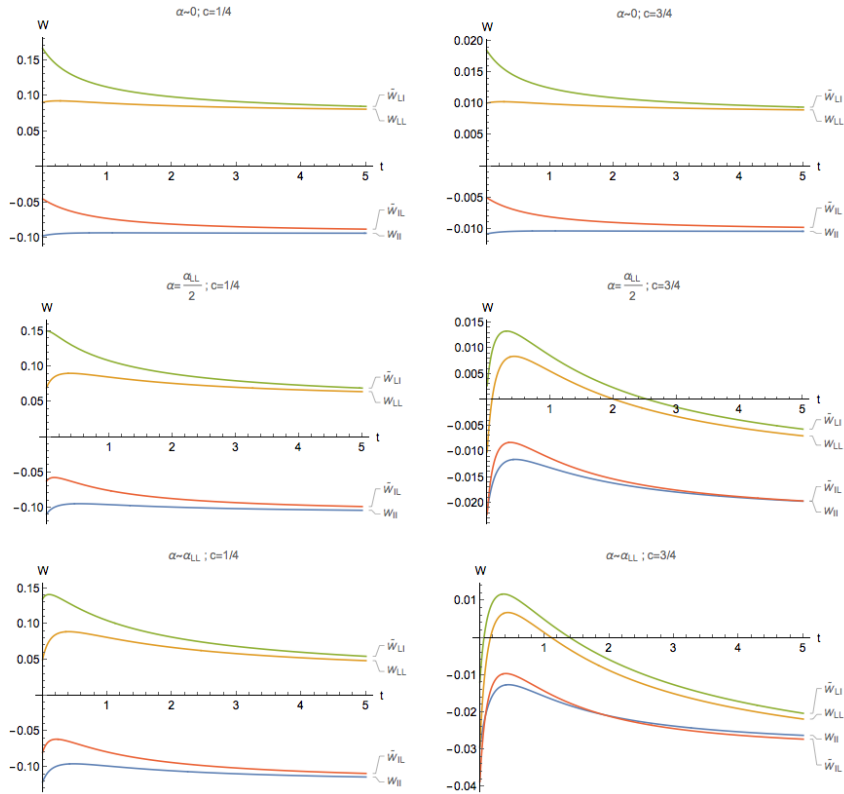 α~0; c=1/4
W
0.15
0.10
0.05
-0.05
-0.10
1 2 3 4 5
t
w̄LI
wLL
w̄IL
wII
α~0; c=3/4
W
0.020
0.015
0.010
0.005
-0.005
-0.010
1 2 3 4 5
t
w̄LI
wLL
w̄IL
wII
α= αLL/2 ; c=1/4
W
0.15
0.10
0.05
-0.05
-0.10
1 2 3 4 5
t
w̄LI
wLL
w̄IL
wII
α= αLL/2 ; c=3/4
W
0.015
0.010
0.005
-0.005
-0.010
-0.015
-0.020
1 2 3 4 5
t
w̄LI
wLL
w̄IL
wII
α~αLL; c=1/4
W
0.15
0.10
0.05
-0.05
-0.10
1 2 3 4 5
t
w̄LI
wLL
w̄IL
wII
α~αLL; c=3/4
W
0.01
-0.01
-0.02
-0.03
-0.04
1 2 3 4 5
t
w̄LI
wLL
wII
w̄IL